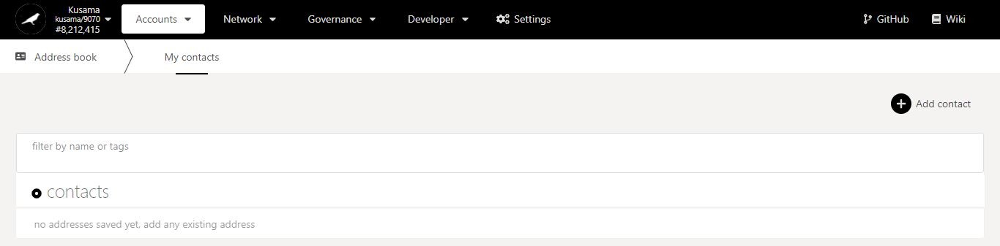 Kusama
kusama/9070
#8,212,415
Accounts
Network
Governance
Developer
Settings
GitHub
Wiki
Address book
My contacts
Add contact
filter by name or tags
contacts
no addresses saved yet, add any existing address